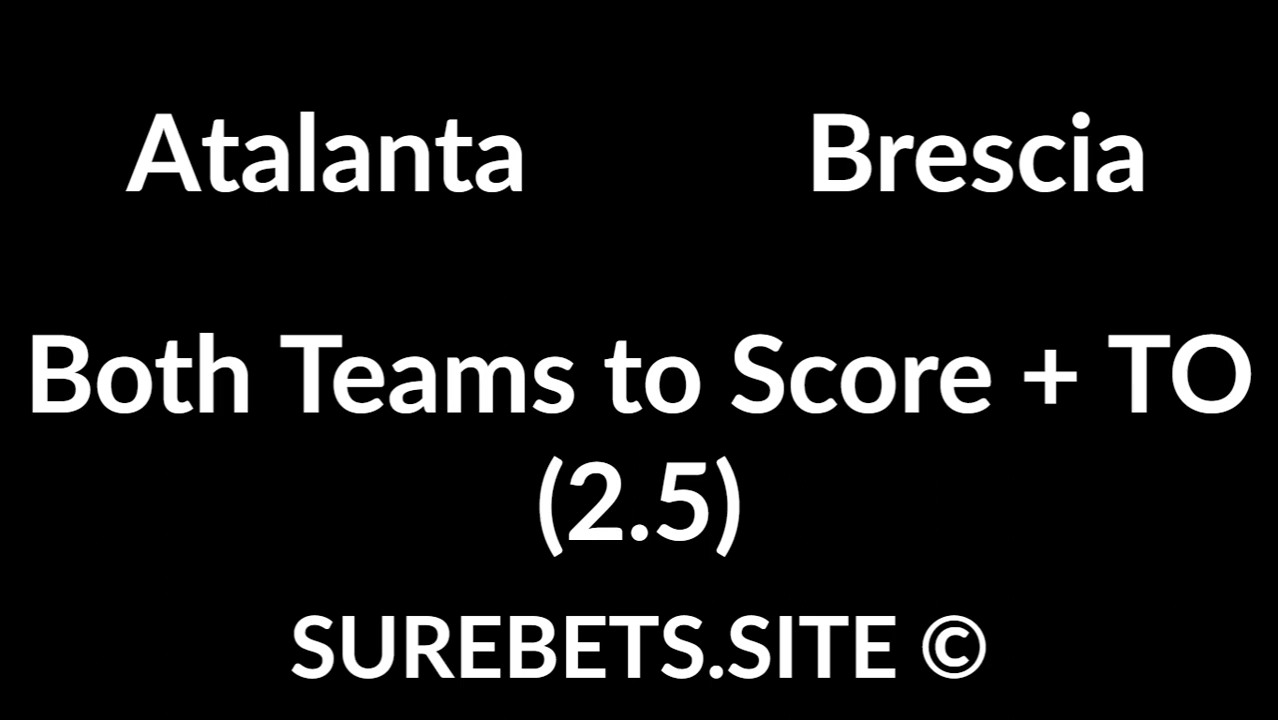 Atalanta Brescia
Both Teams to Score + TO
(2.5)
SUREBETS.SITE ©